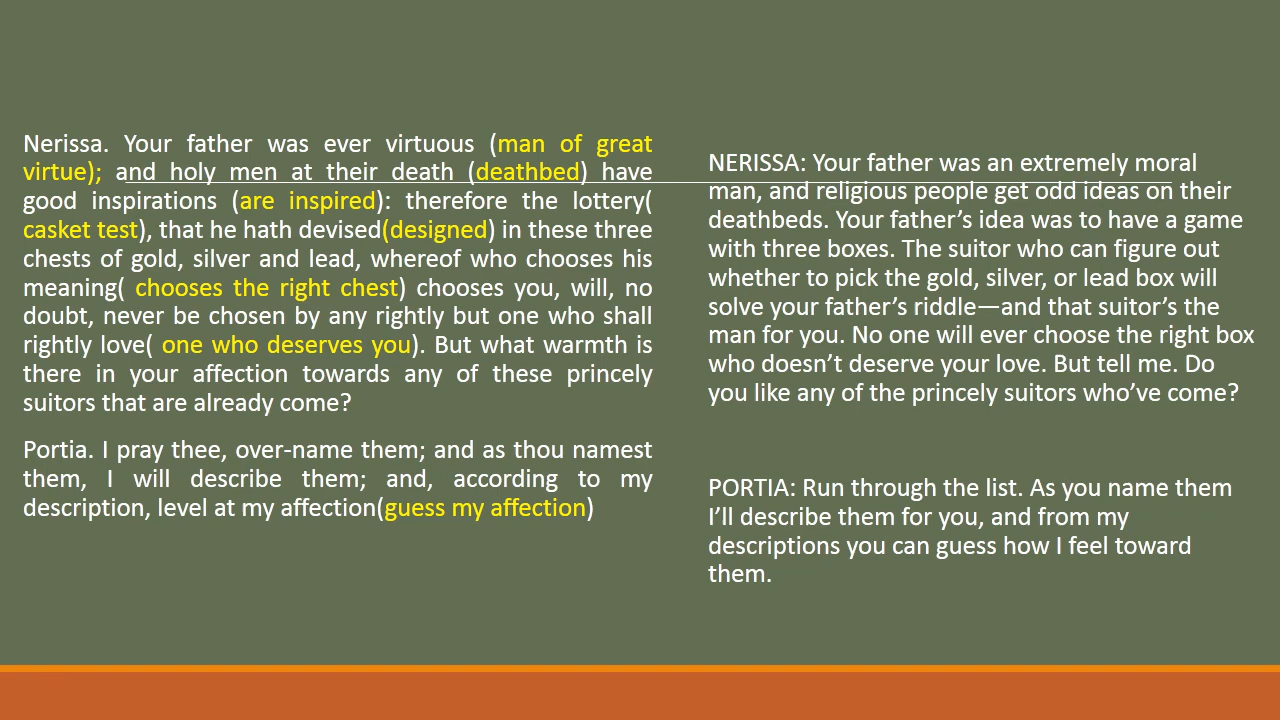 Nerissa. Your father was ever virtuous (man of great
virtue); and holy men at their death (deathbed) have
good inspirations (are inspired): therefore the lottery(
casket test), that he hath devised(designed) in these three
chests of gold, silver and lead, whereof who chooses his
meaning( chooses the right chest) chooses you, will, no
doubt, never be chosen by any rightly but one who shall
rightly love( one who deserves you). But what warmth is
there in your affection towards any of these princely
suitors that are already come?
Portia. I pray thee, over-name them; and as thou namest
them, I will describe them; and, according to my
description, level at my affection(guess my affection)
NERISSA: Your father was an extremely moral
man, and religious people get odd ideas on their
deathbeds. Your father’s idea was to have a game
with three boxes. The suitor who can figure out
whether to pick the gold, silver, or lead box will
solve your father’s riddle—and that suitor’s the
man for you. No one will ever choose the right box
who doesn’t deserve your love. But tell me. Do
you like any of the princely suitors who’ve come?
PORTIA: Run through the list. As you name them
I’ll describe them for you, and from my
descriptions you can guess how I feel toward
them.